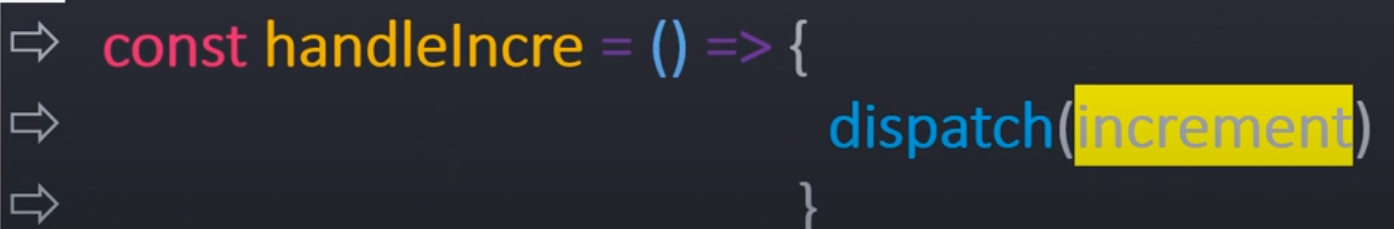 ⇨ const handleIncre = () => {
⇨ dispatch(increment)
⇨ }